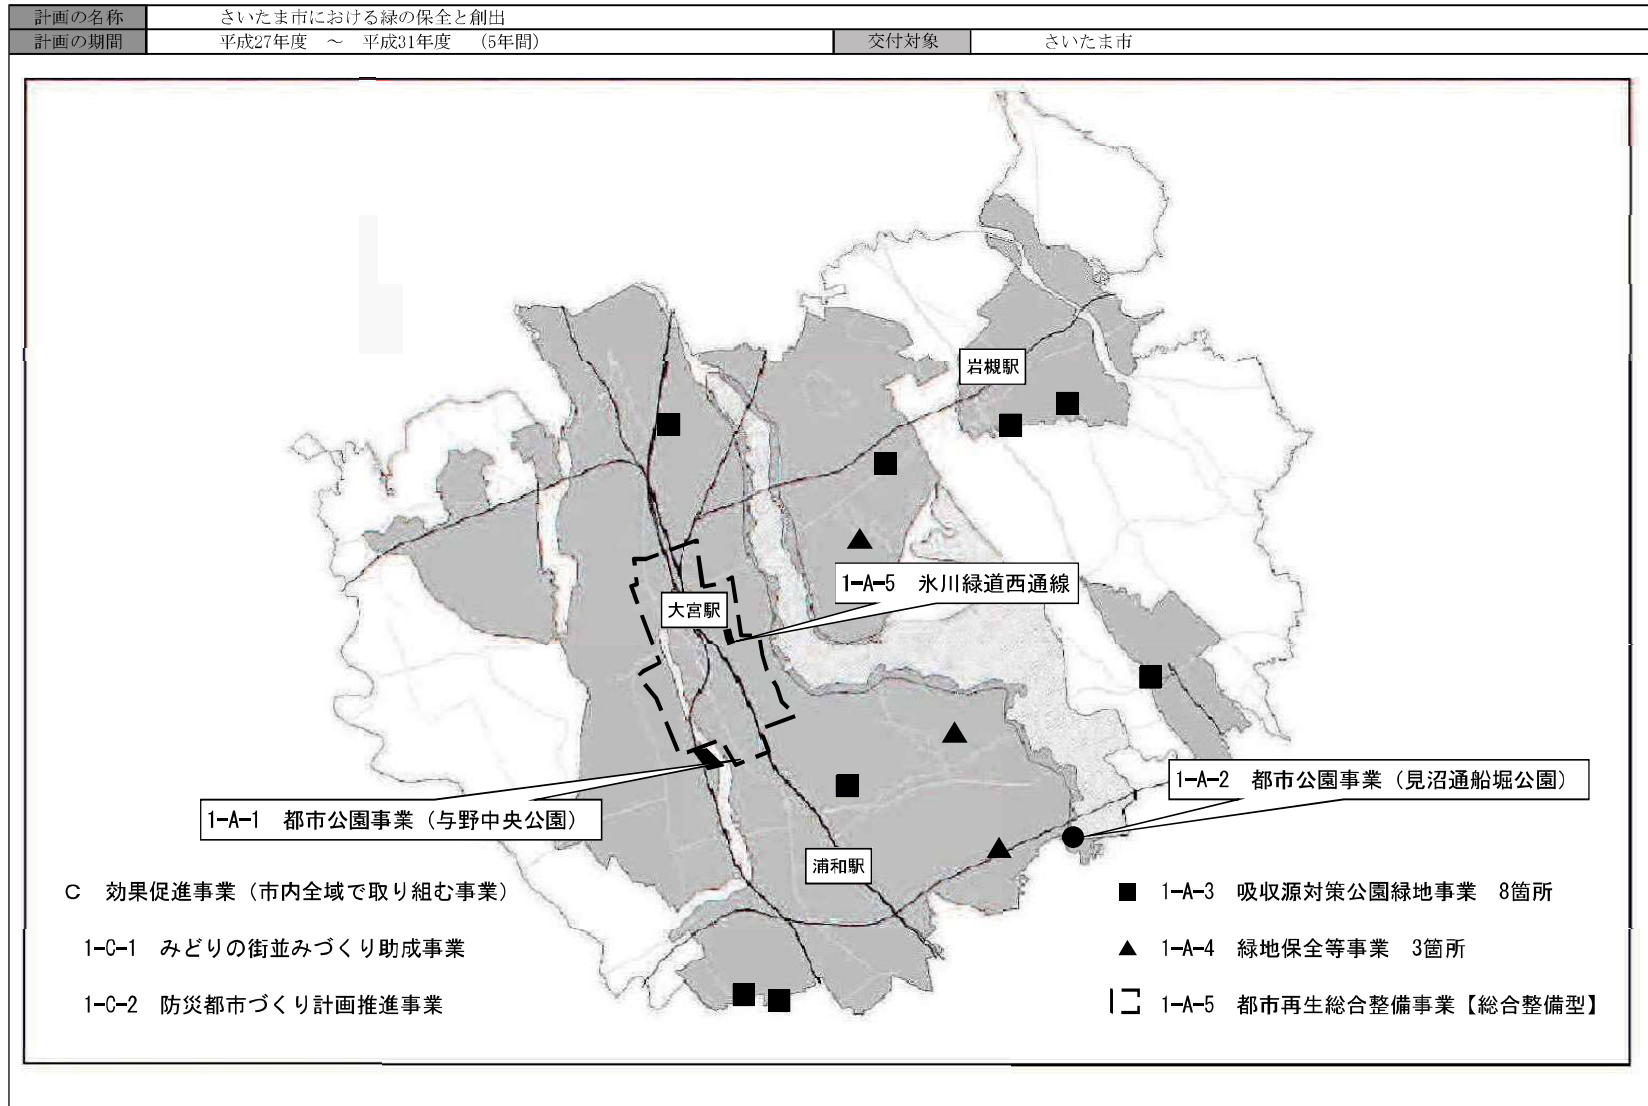 計画の名称 さいたま市における緑の保全と創出
計画の期間 平成27年度 ～ 平成31年度 （5年間） 交付対象 さいたま市
岩槻駅
1-A-5 氷川緑道西通線
大宮駅
1-A-2 都市公園事業（見沼通船堀公園）
1-A-1 都市公園事業（与野中央公園）
浦和駅
C 効果促進事業（市内全域で取り組む事業）
1-C-1 みどりの街並みづくり助成事業
1-C-2 防災都市づくり計画推進事業
■ 1-A-3 吸収源対策公園緑地事業 8箇所
▲ 1-A-4 緑地保全等事業 3箇所
1-A-5 都市再生総合整備事業【総合整備型】